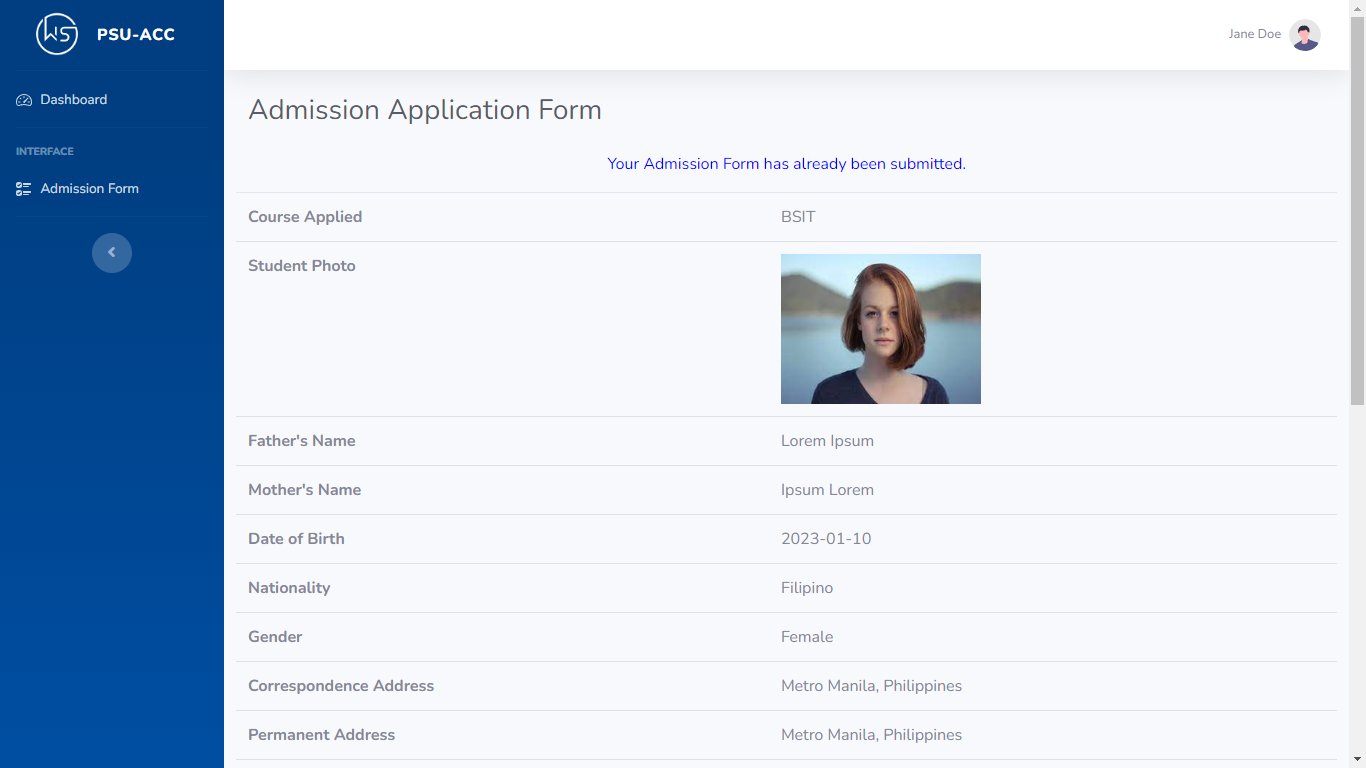 WS PSU-ACC
Jane Doe
Dashboard
INTERFACE
Admission Form
Admission Application Form
Your Admission Form has already been submitted.
Course Applied BSIT
Student Photo
Father's Name Lorem Ipsum
Mother's Name Ipsum Lorem
Date of Birth 2023-01-10
Nationality Filipino
Gender Female
Correspondence Address Metro Manila, Philippines
Permanent Address Metro Manila, Philippines